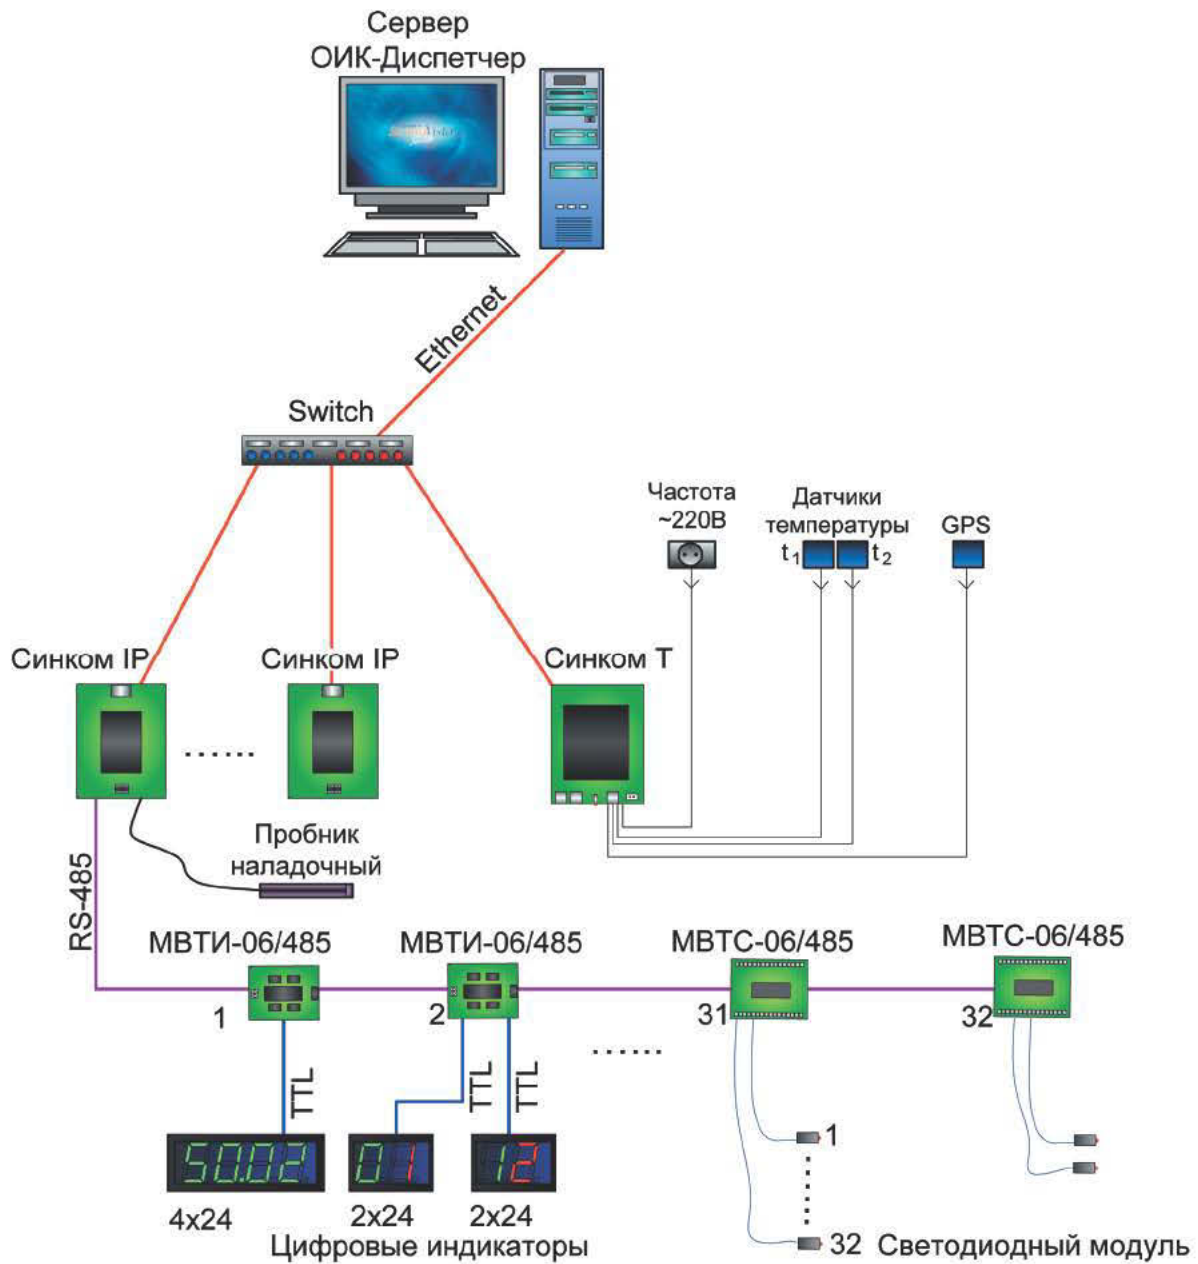 Сервер
ОИК-Диспетчер
Ethernet
Switch
Частота
~220В
Датчики
температуры
t1
t2
GPS
Синком IP
Синком IP
Синком Т
......
Пробник
наладочный
RS-485
МВТИ-06/485
МВТИ-06/485
МВТС-06/485
МВТС-06/485
1
2
31
32
......
TTL
TTL
TTL
50.02
01
12
1
32
4x24
2x24
2x24
Цифровые индикаторы
Светодиодный модуль